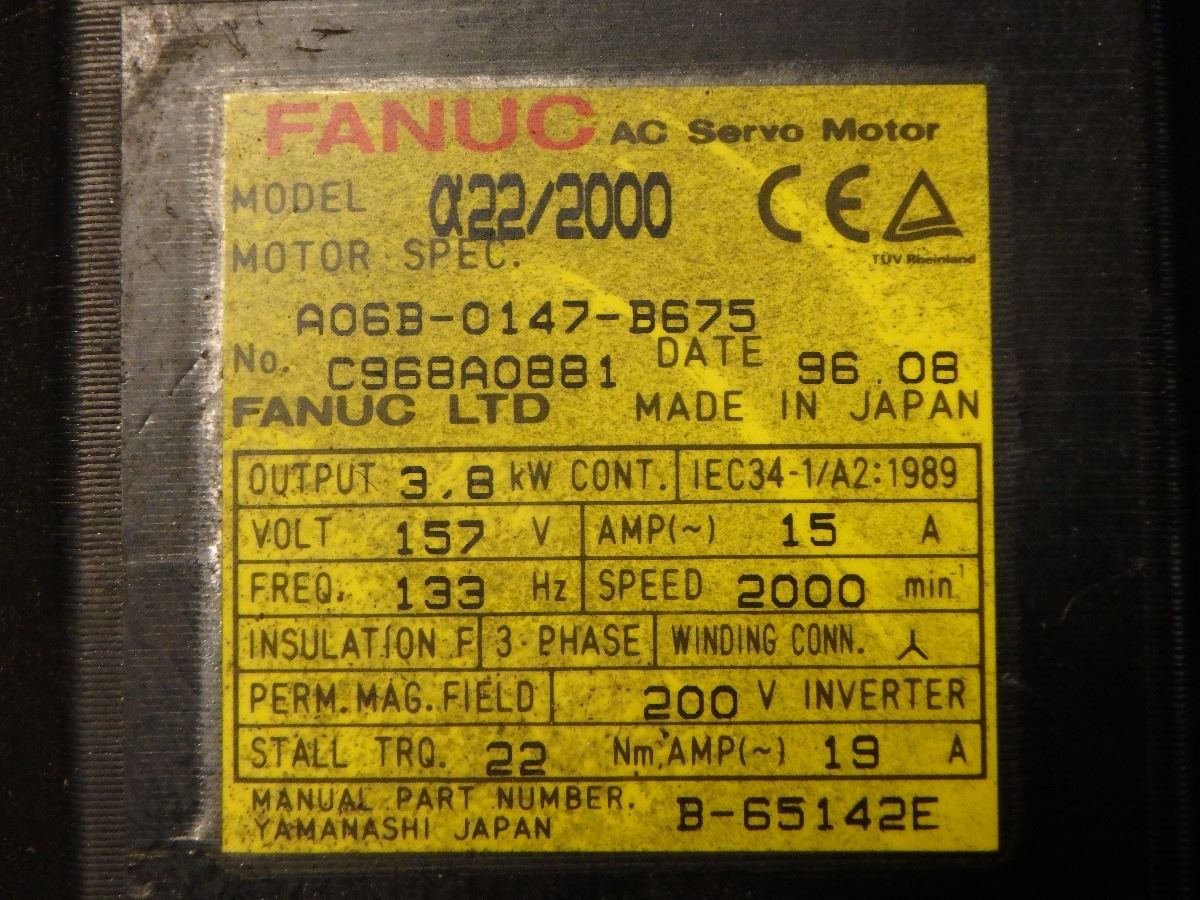 FANUC AC Servo Motor
MODEL α22/2000
CE
TÜV Rheinland
MOTOR SPEC.
A06B-0147-B675
No. C968A0881 DATE 96.08
FANUC LTD MADE IN JAPAN
OUTPUT 3.8 kW CONT. IEC34-1/A2:1989
VOLT 157 V AMP(~) 15 A
FREQ. 133 Hz SPEED 2000 min⁻¹
INSULATION F 3-PHASE WINDING CONN. ⅄
PERM.MAG.FIELD 200 V INVERTER
STALL TRQ. 22 Nm,AMP(~) 19 A
MANUAL PART NUMBER. B-65142E
YAMANASHI JAPAN